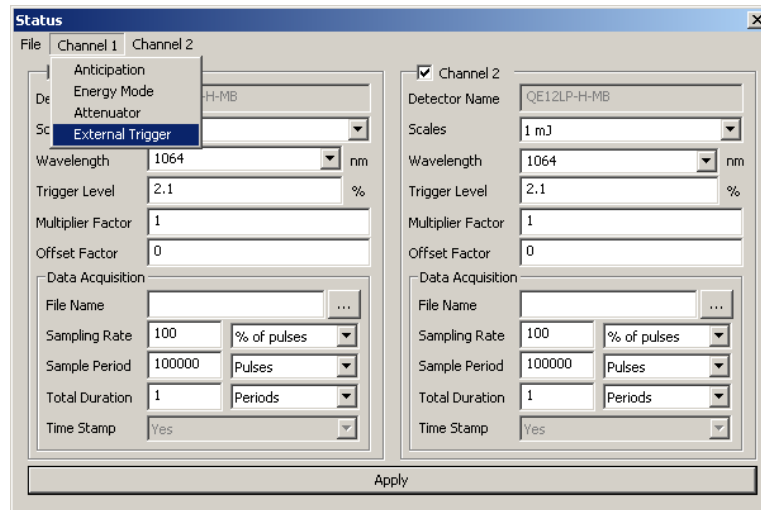 Status
File Channel 1 Channel 2
Anticipation
Energy Mode
Attenuator
External Trigger
-H-MB
Wavelength 1064 nm
Trigger Level 2.1 %
Multiplier Factor 1
Offset Factor 0
Data Acquisition
File Name ...
Sampling Rate 100 % of pulses
Sample Period 100000 Pulses
Total Duration 1 Periods
Time Stamp Yes
Channel 2
Detector Name QE12LP-H-MB
Scales 1 mJ
Wavelength 1064 nm
Trigger Level 2.1 %
Multiplier Factor 1
Offset Factor 0
Data Acquisition
File Name ...
Sampling Rate 100 % of pulses
Sample Period 100000 Pulses
Total Duration 1 Periods
Time Stamp Yes
Apply